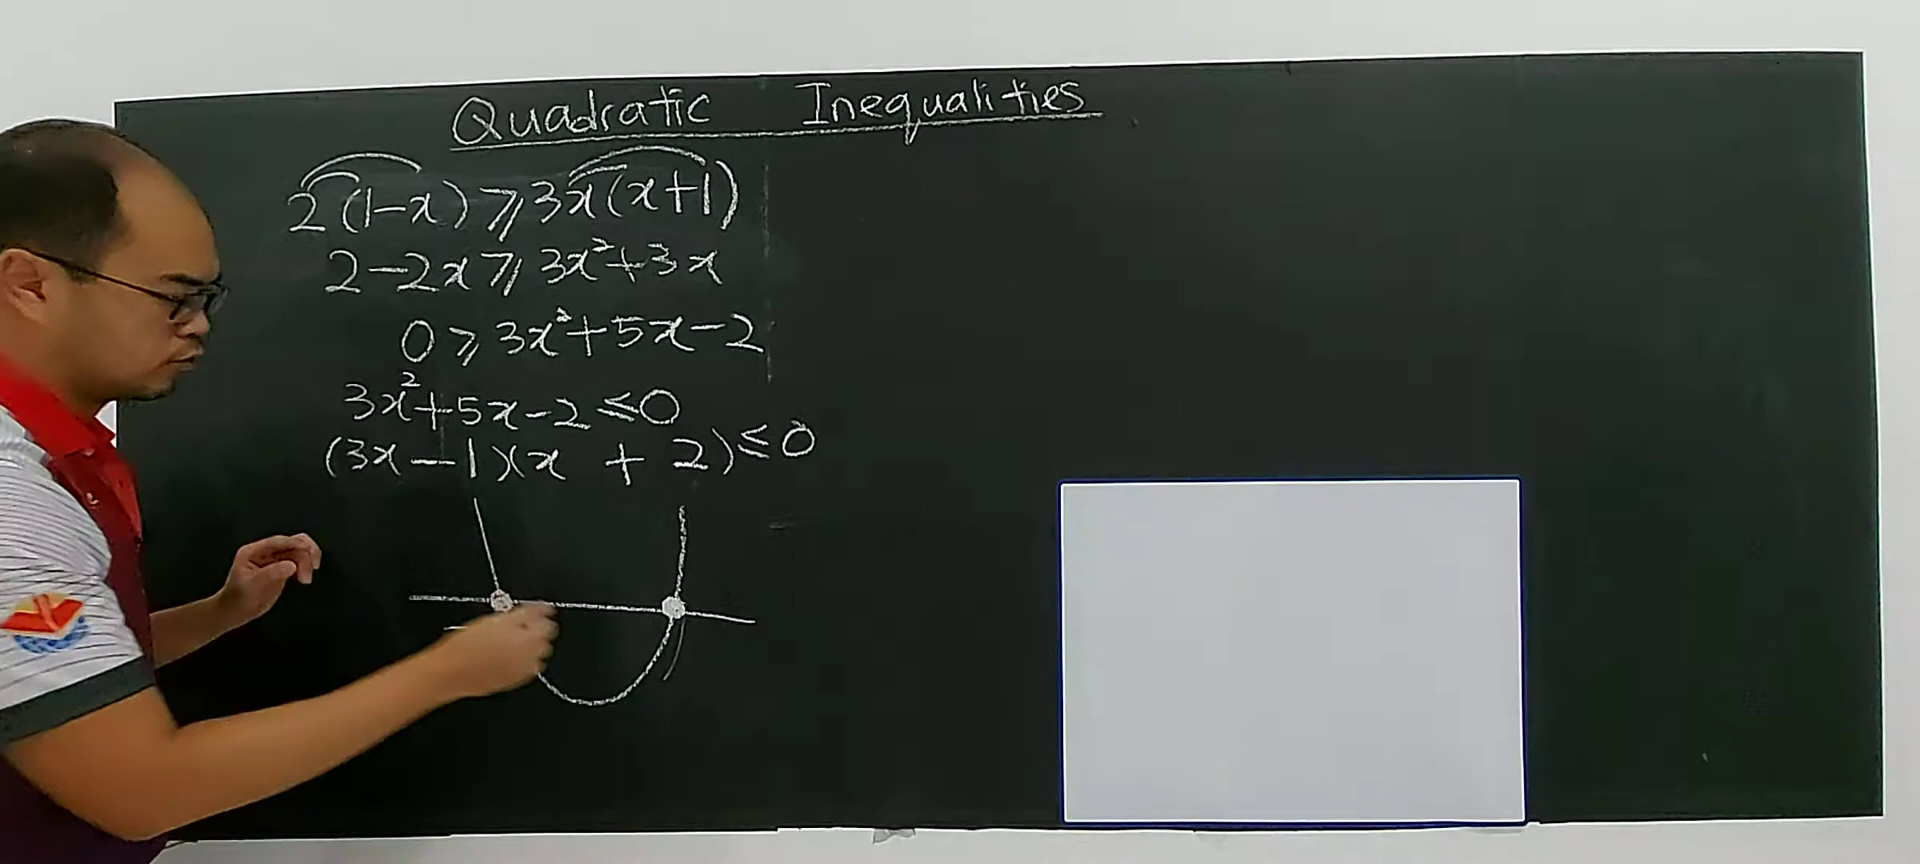 Quadratic Inequalities
2(1-x) ⩾ 3x(x+1)
2-2x ⩾ 3x²+3x
0 ⩾ 3x²+5x-2
3x²+5x-2 ≤ 0
(3x-1)(x + 2) ≤ 0